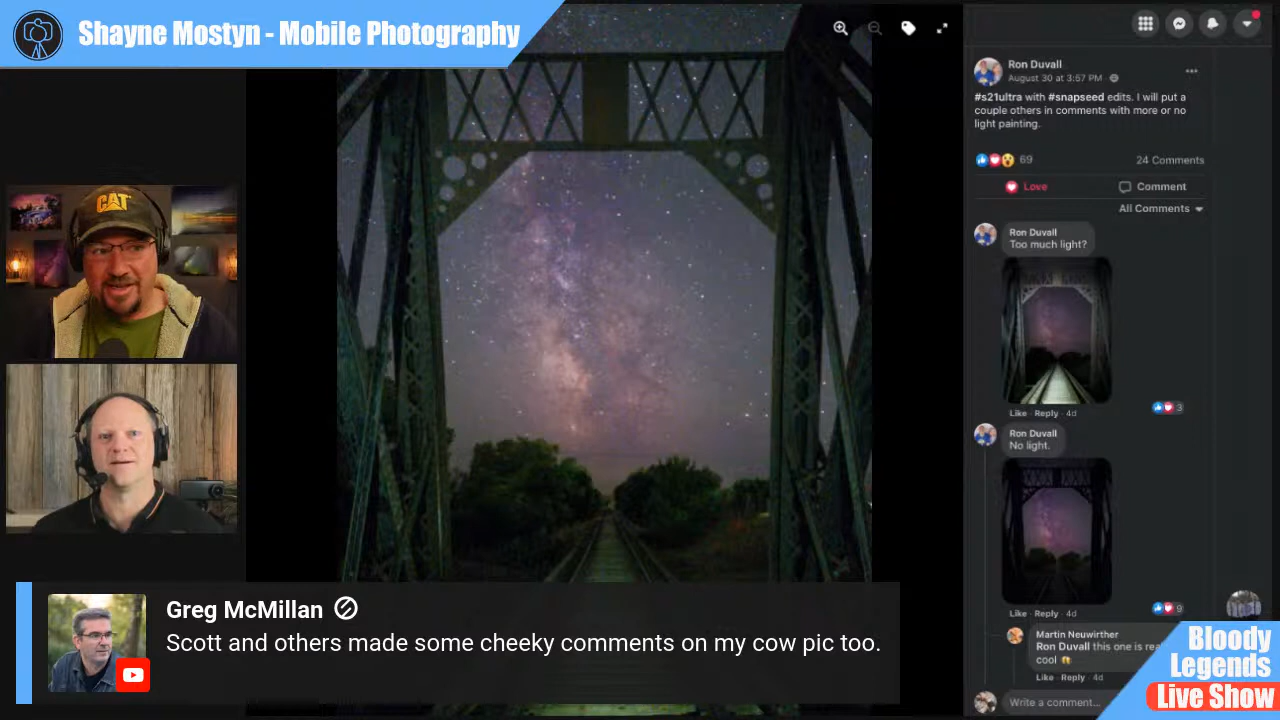 Shayne Mostyn - Mobile Photography
CAT
Ron Duvall
August 30 at 3:57 PM ·
#s21ultra with #snapseed edits. I will put a
couple others in comments with more or no
light painting.
69
24 Comments
Love
Comment
All Comments
Ron Duvall
Too much light?
Like · Reply · 4d
3
Ron Duvall
No light.
Like · Reply · 4d
9
Martin Neuwirther
Ron Duvall this one is
cool
Like · Reply · 4d
Write a comment...
Greg McMillan
Scott and others made some cheeky comments on my cow pic too.
Bloody
Legends
Live Show